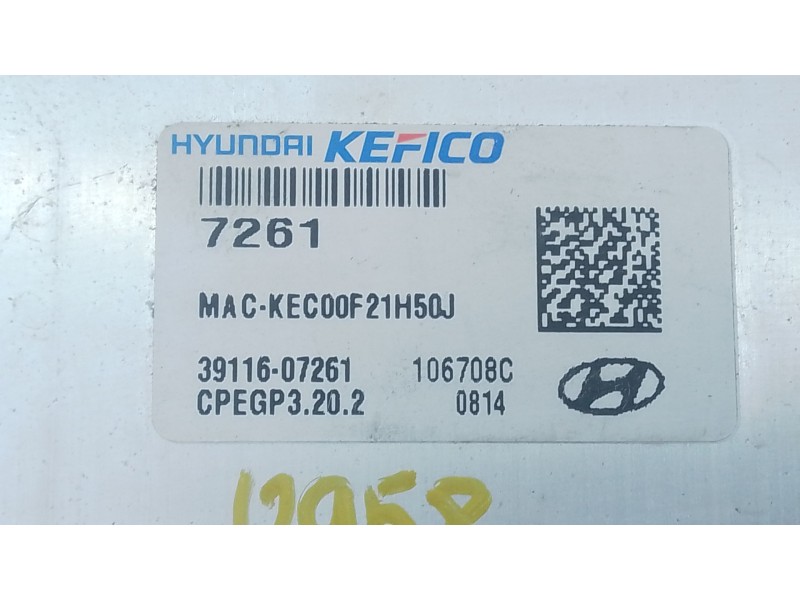 HYUNDAI KEFICO
7261
MAC-KEC00F21H50J
39116-07261 106708C
CPEGP3.20.2 0814